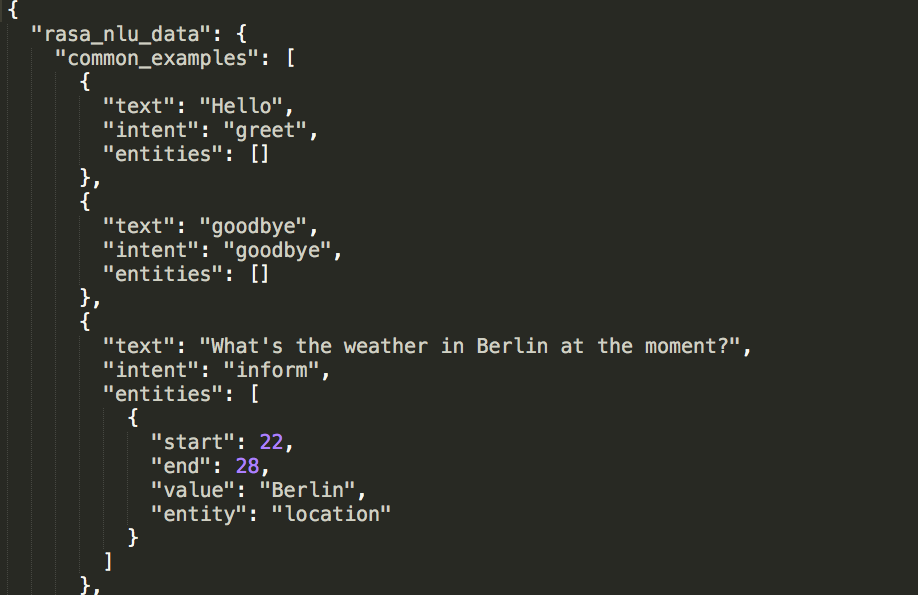 {
  "rasa_nlu_data": {
    "common_examples": [
      {
        "text": "Hello",
        "intent": "greet",
        "entities": []
      },
      {
        "text": "goodbye",
        "intent": "goodbye",
        "entities": []
      },
      {
        "text": "What's the weather in Berlin at the moment?",
        "intent": "inform",
        "entities": [
          {
            "start": 22,
            "end": 28,
            "value": "Berlin",
            "entity": "location"
          }
        ]
      },